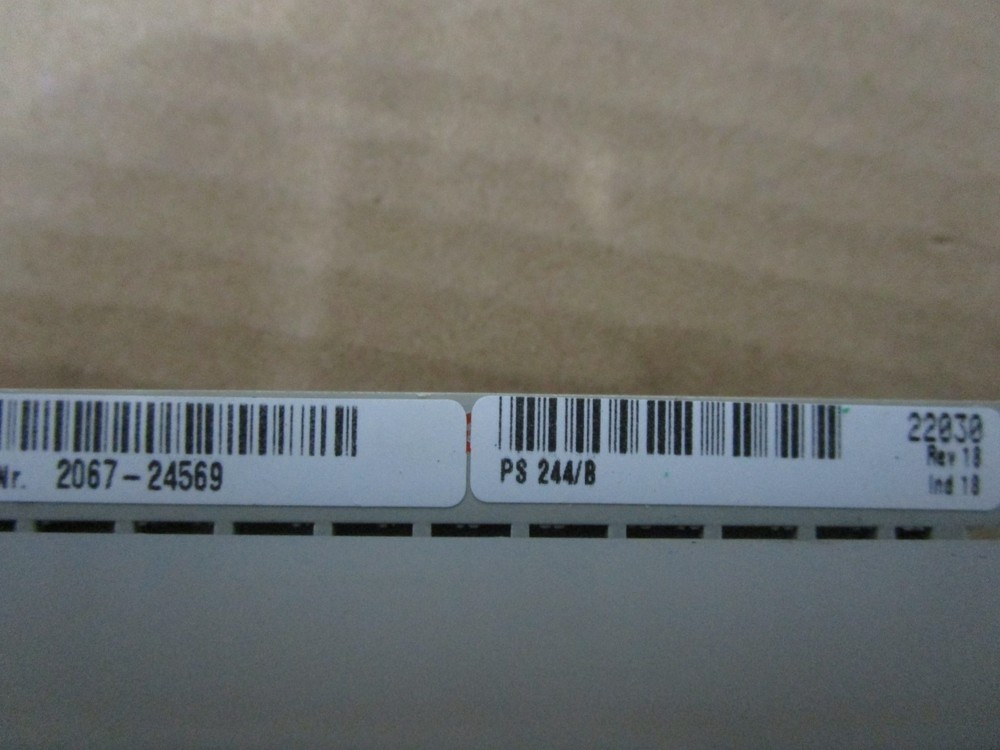 Nr. 2067-24569
PS 244/B
22030
Rev 18
Ind 18